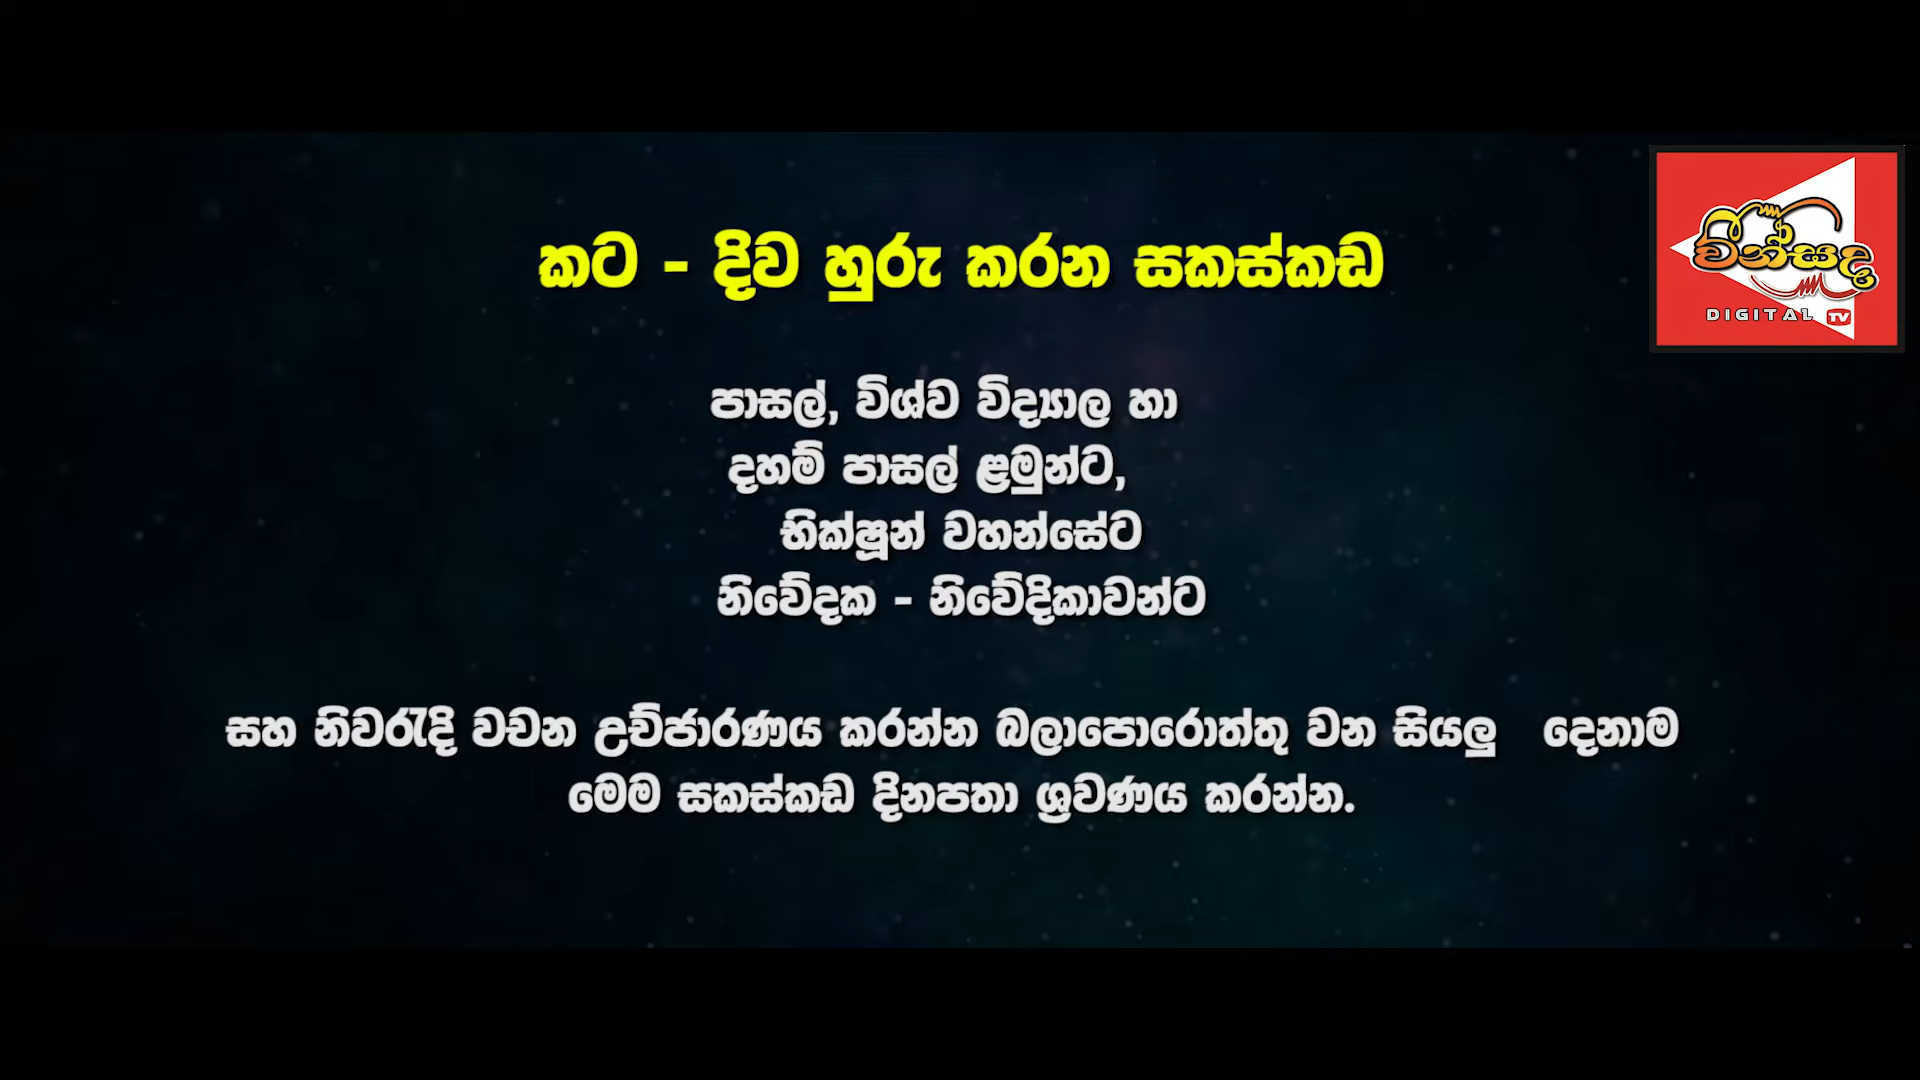 කට - දිව හුරු කරන සකස්කඩ
වින්සද
DIGITAL TV
පාසල්, විශ්ව විද්‍යාල හා
දහම් පාසල් ළමුන්ට,
භික්ෂූන් වහන්සේට
නිවේදක - නිවේදිකාවන්ට
සහ නිවරැදි වචන උච්ජාරණය කරන්න බලාපොරොත්තු වන සියලු දෙනාම
මෙම සකස්කඩ දිනපතා ශ්‍රවණය කරන්න.